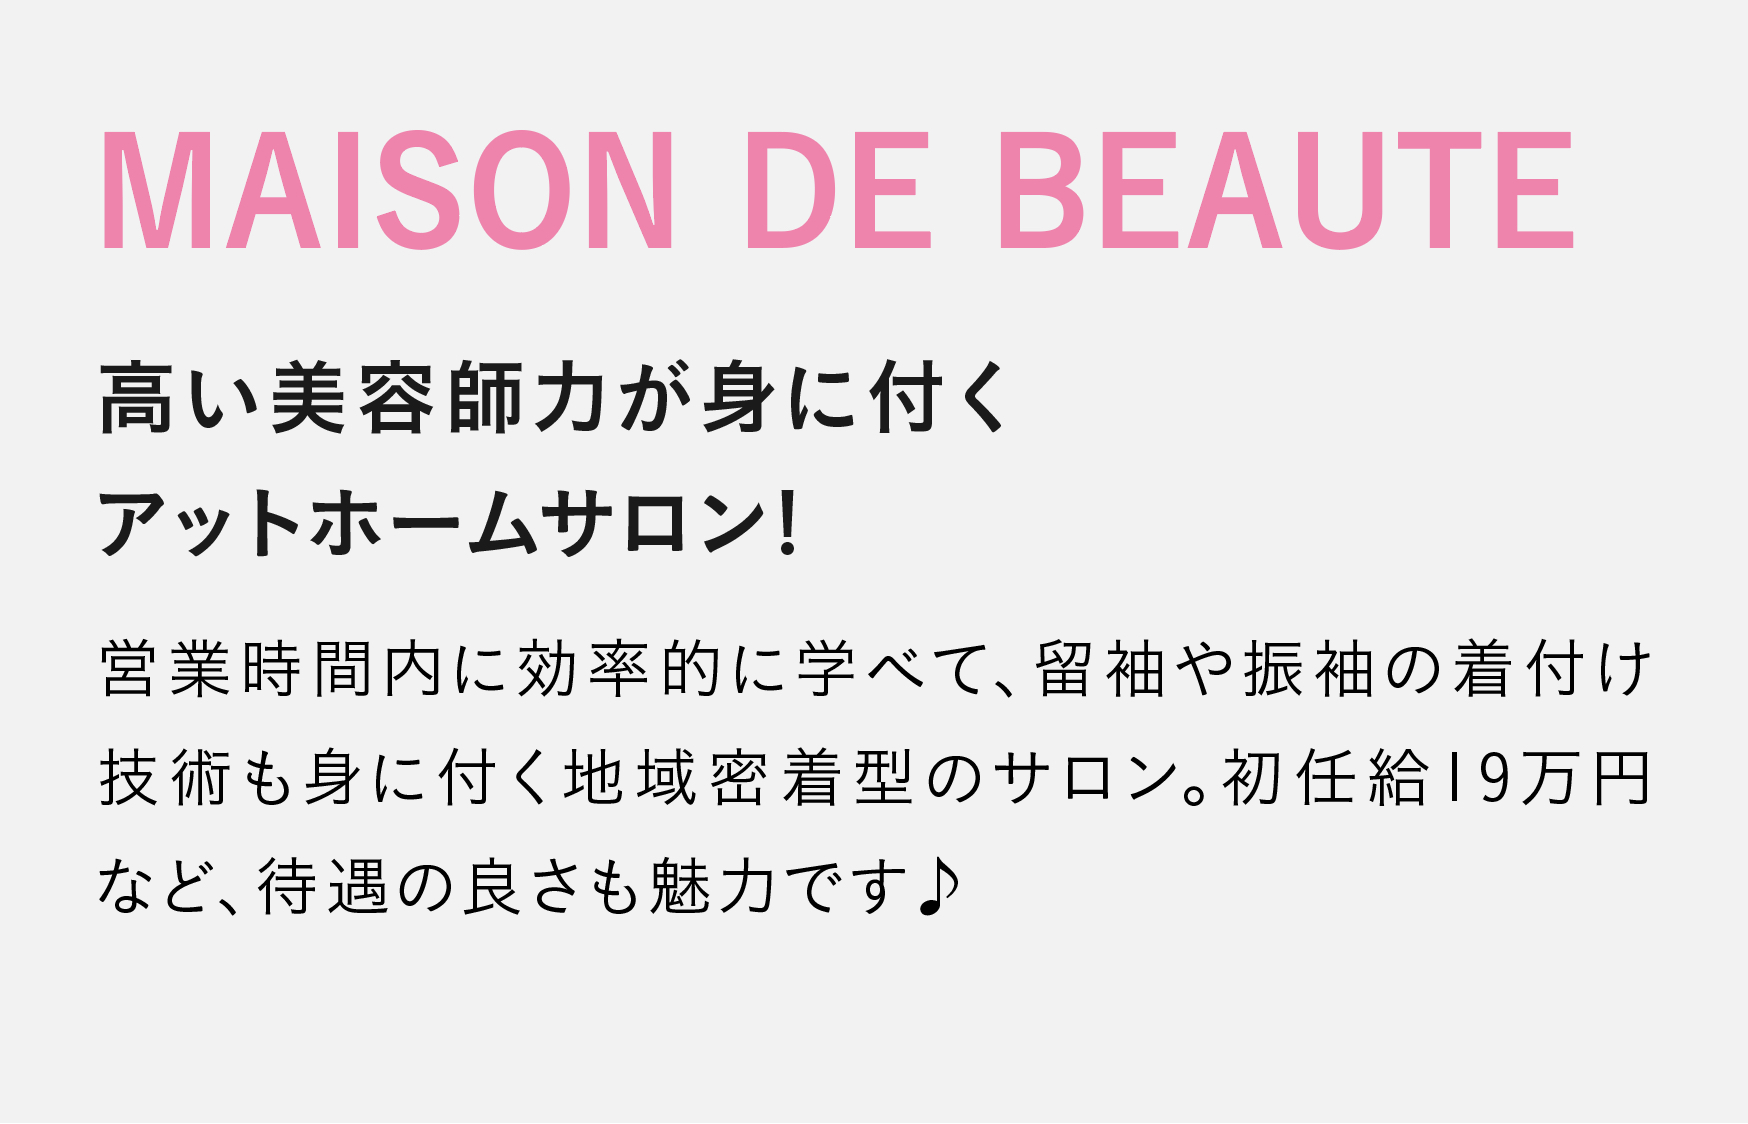 MAISON DE BEAUTE
高い美容師力が身に付く
アットホームサロン！
営業時間内に効率的に学べて、留袖や振袖の着付け
技術も身に付く地域密着型のサロン。初任給19万円
など、待遇の良さも魅力です♪